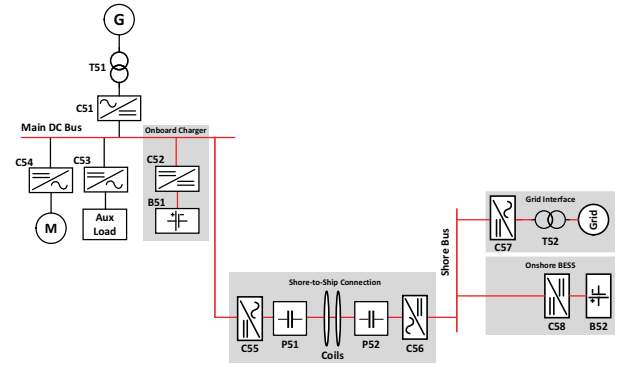 G
T51
C51
Main DC Bus
Onboard Charger
C54
C53
C52
B51
M
Aux
Load
Shore Bus
Grid Interface
Grid
C57
T52
Onshore BESS
C58
B52
Shore-to-Ship Connection
C55
P51
Coils
P52
C56